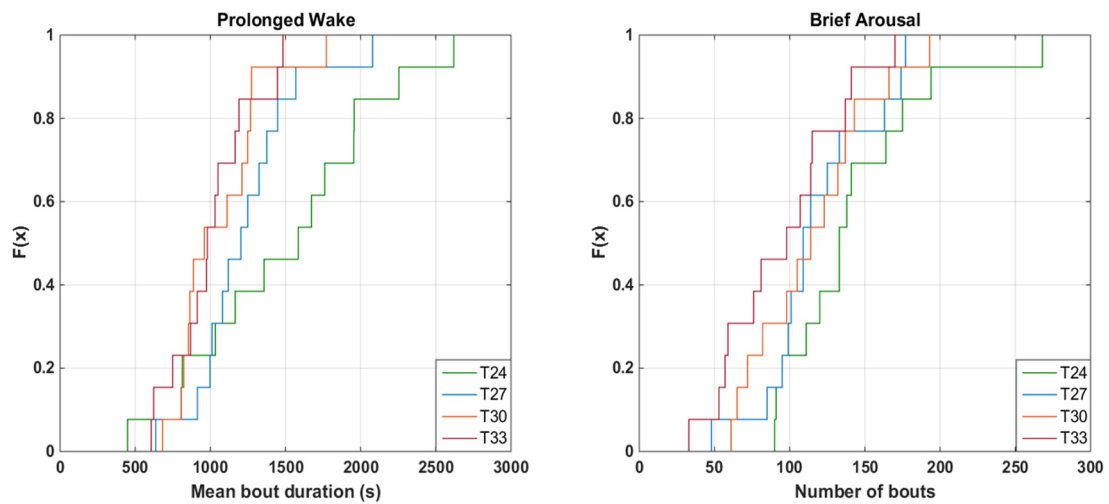 Prolonged Wake
1
0.8
0.6
0.4
0.2
0
F(x)
0 500 1000 1500 2000 2500 3000
Mean bout duration (s)
T24
T27
T30
T33
Brief Arousal
1
0.8
0.6
0.4
0.2
0
F(x)
0 50 100 150 200 250 300
Number of bouts
T24
T27
T30
T33